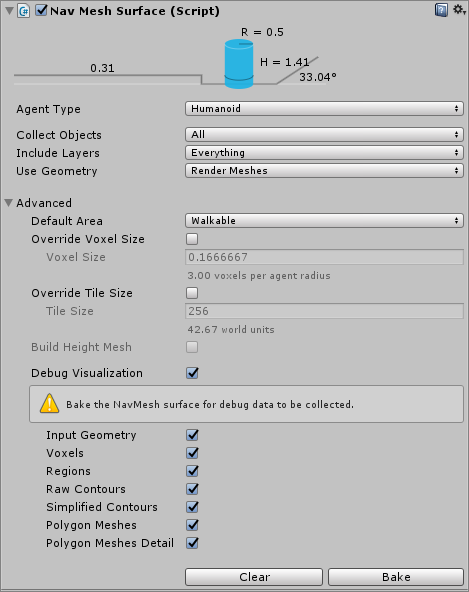 Nav Mesh Surface (Script)
R = 0.5
0.31
H = 1.41
33.04°
Agent Type Humanoid
Collect Objects All
Include Layers Everything
Use Geometry Render Meshes
Advanced
Default Area Walkable
Override Voxel Size
Voxel Size 0.1666667
3.00 voxels per agent radius
Override Tile Size
Tile Size 256
42.67 world units
Build Height Mesh
Debug Visualization
Bake the NavMesh surface for debug data to be collected.
Input Geometry
Voxels
Regions
Raw Contours
Simplified Contours
Polygon Meshes
Polygon Meshes Detail
Clear Bake